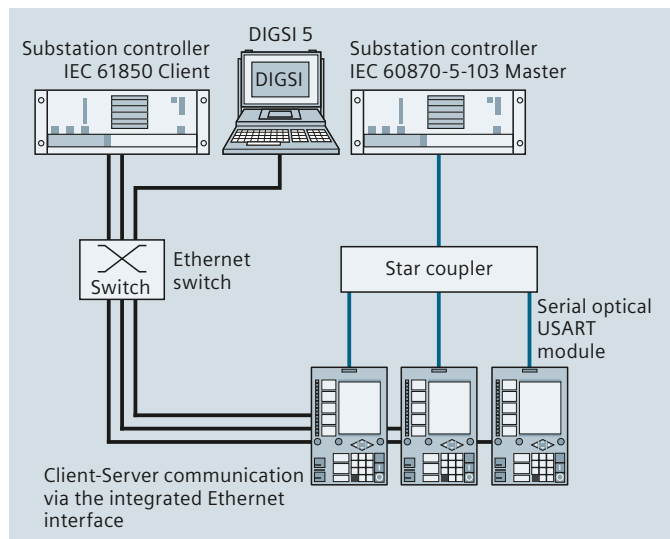 Substation controller
IEC 61850 Client
DIGSI 5
DIGSI
Substation controller
IEC 60870-5-103 Master
Switch
Ethernet
switch
Star coupler
Serial optical
USART
module
Client-Server communication
via the integrated Ethernet
interface